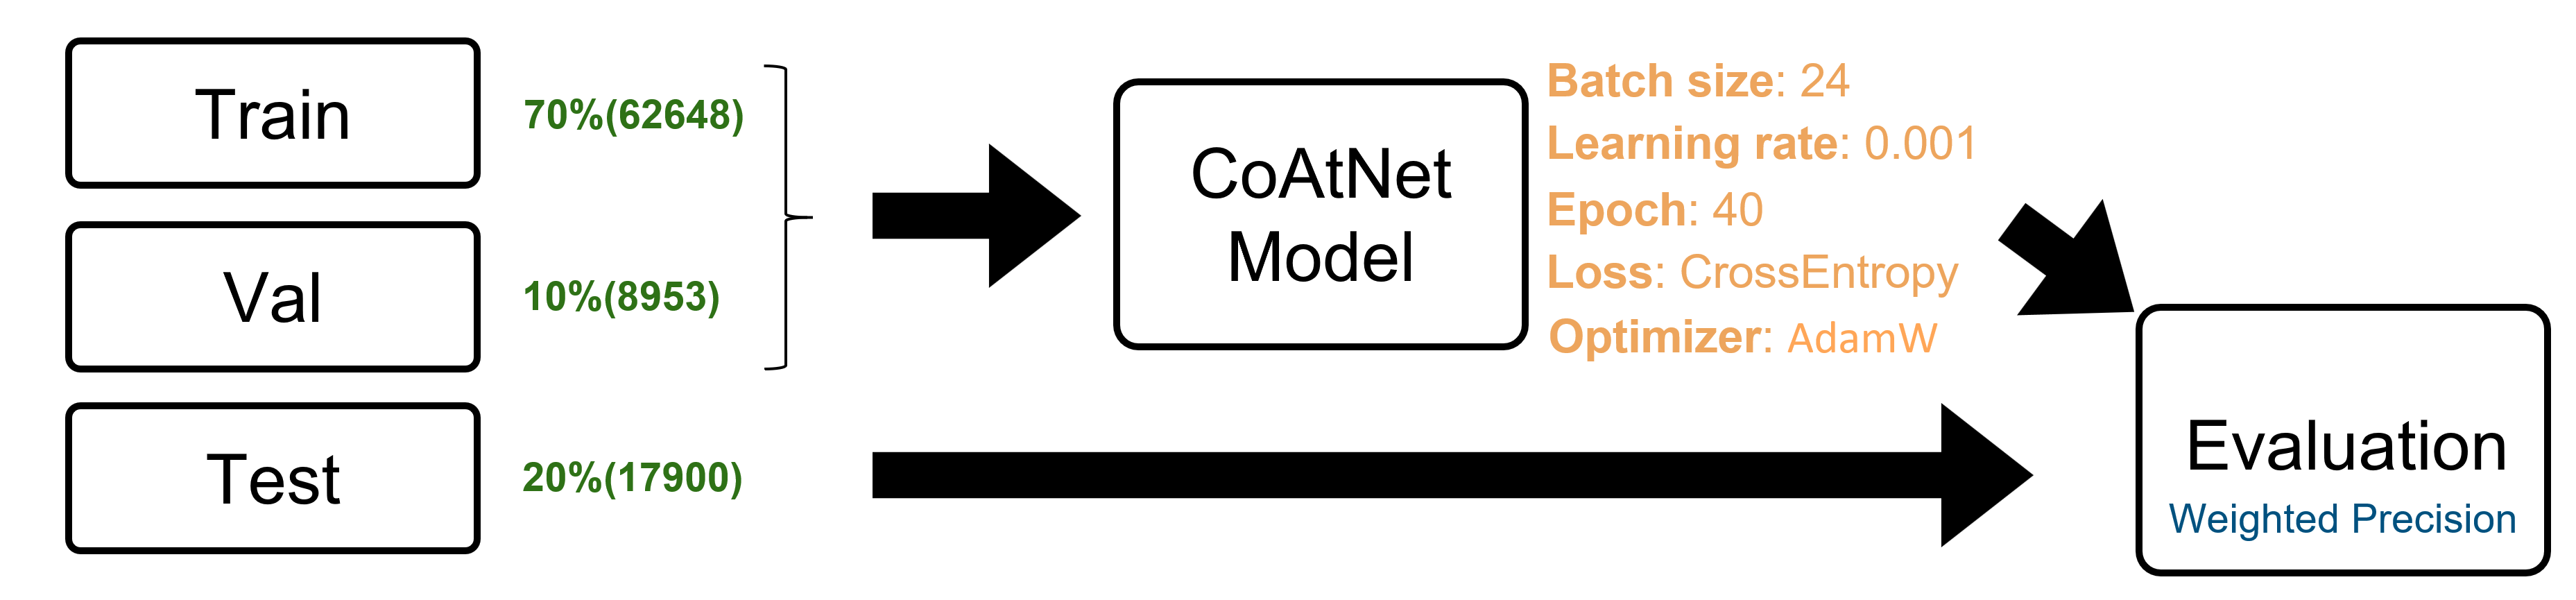 Train
70%(62648)
Val
10%(8953)
Test
20%(17900)
CoAtNet
Model
Batch size: 24
Learning rate: 0.001
Epoch: 40
Loss: CrossEntropy
Optimizer: AdamW
Evaluation
Weighted Precision